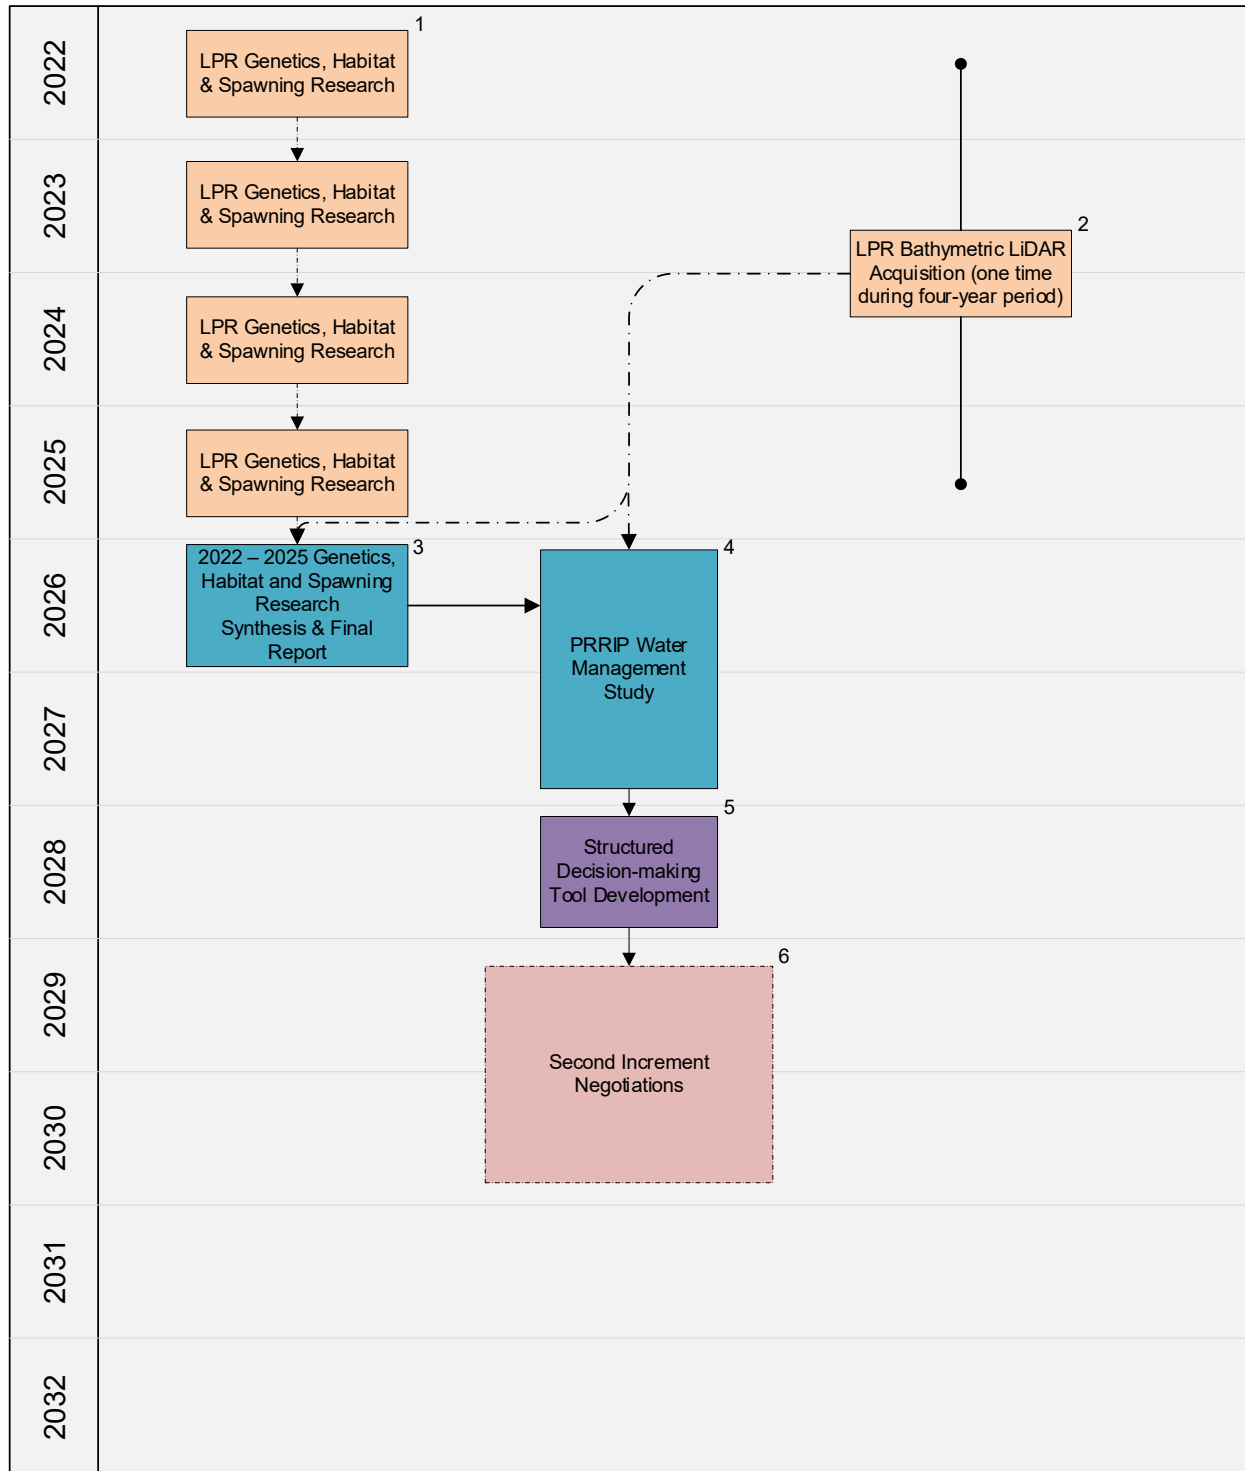 2022
1
LPR Genetics, Habitat
& Spawning Research
2023
LPR Genetics, Habitat
& Spawning Research
2
LPR Bathymetric LiDAR
Acquisition (one time
during four-year period)
2024
LPR Genetics, Habitat
& Spawning Research
2025
LPR Genetics, Habitat
& Spawning Research
2026
3
2022 – 2025 Genetics,
Habitat and Spawning
Research
Synthesis & Final
Report
4
PRRIP Water
Management
Study
2027
2028
5
Structured
Decision-making
Tool Development
2029
6
Second Increment
Negotiations
2030
2031
2032